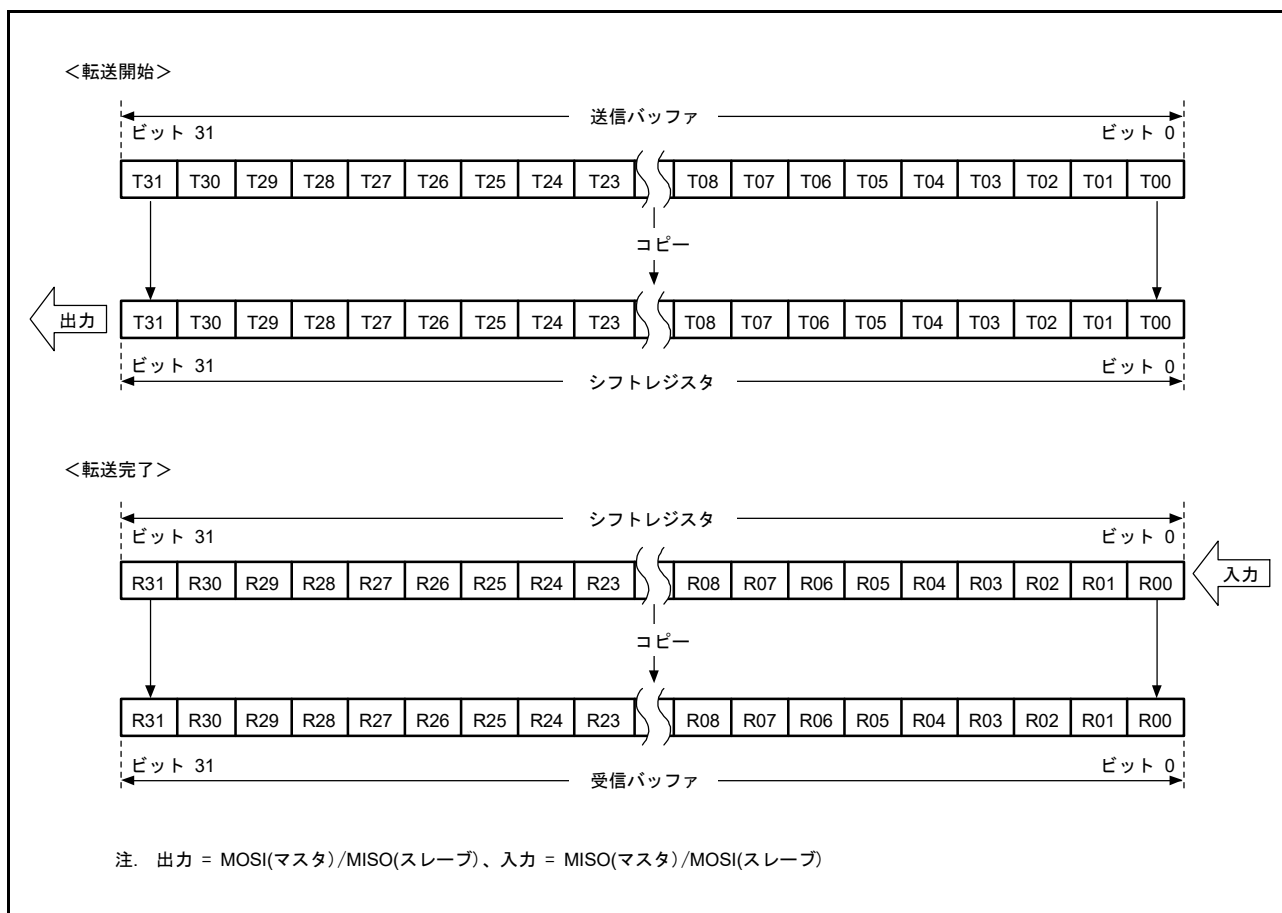 ＜転送開始＞
送信バッファ
ビット 31 ビット 0
T31 T30 T29 T28 T27 T26 T25 T24 T23 T08 T07 T06 T05 T04 T03 T02 T01 T00
コピー
出力 T31 T30 T29 T28 T27 T26 T25 T24 T23 T08 T07 T06 T05 T04 T03 T02 T01 T00
ビット 31 ビット 0
シフトレジスタ
＜転送完了＞
シフトレジスタ
ビット 31 ビット 0
R31 R30 R29 R28 R27 R26 R25 R24 R23 R08 R07 R06 R05 R04 R03 R02 R01 R00 入力
コピー
R31 R30 R29 R28 R27 R26 R25 R24 R23 R08 R07 R06 R05 R04 R03 R02 R01 R00
ビット 31 ビット 0
受信バッファ
注. 出力 = MOSI(マスタ)/MISO(スレーブ)、入力 = MISO(マスタ)/MOSI(スレーブ)